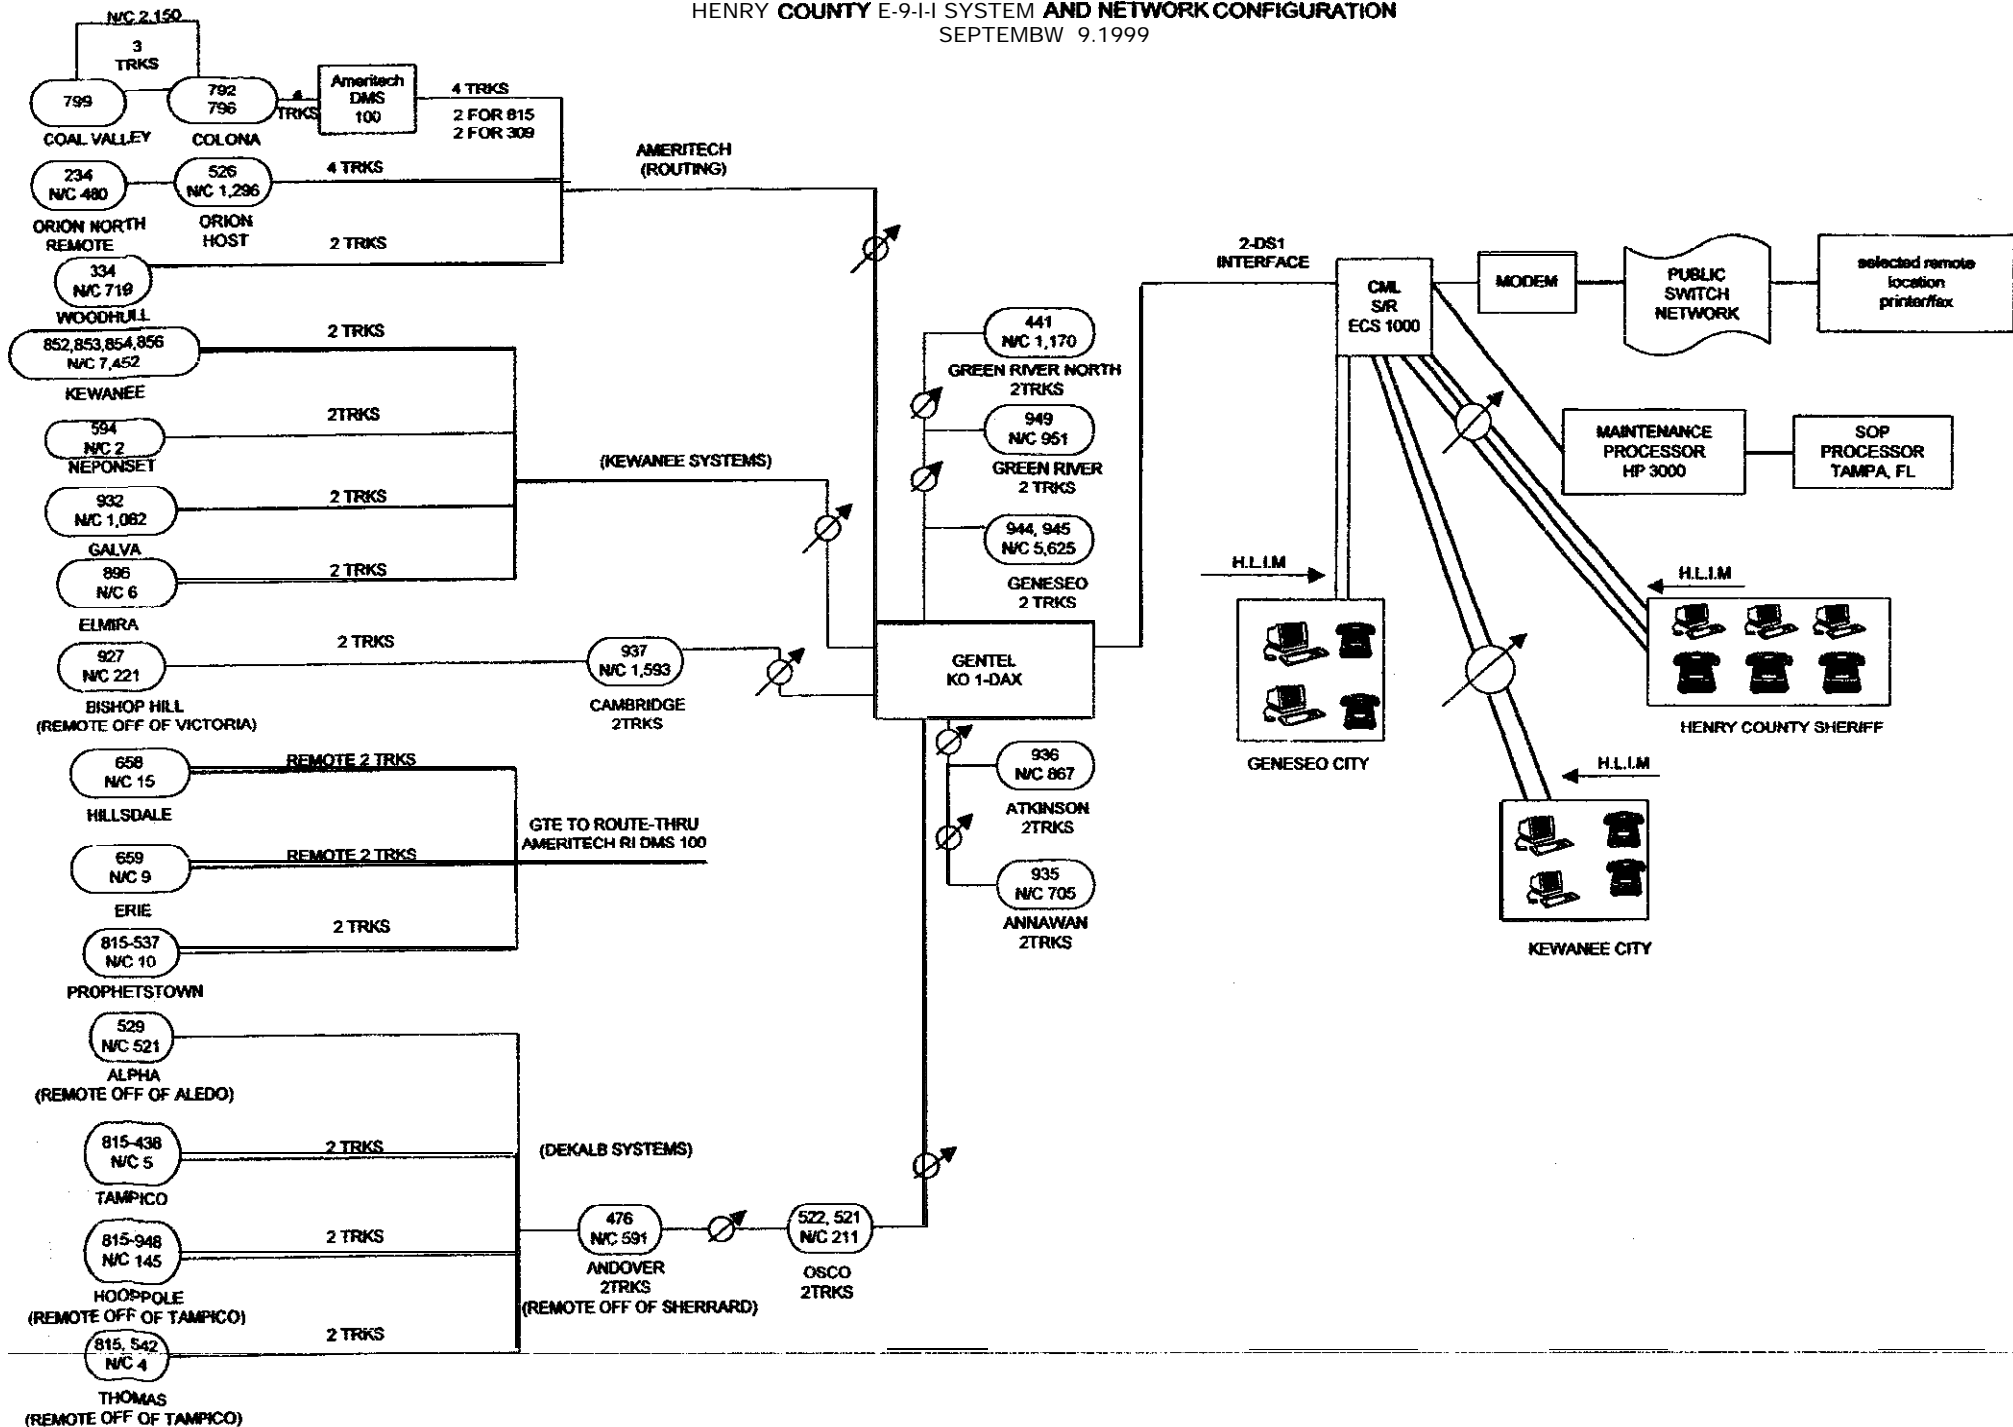 HENRY COUNTY E-9-I-I SYSTEM AND NETWORK CONFIGURATION
SEPTEMBW 9.1999
N/C 2,150
3
TRKS
799
COAL VALLEY
792
796
COLONA
4
TRKS
Ameritech
DMS
100
4 TRKS
2 FOR 815
2 FOR 309
234
N/C 480
ORION NORTH
REMOTE
526
N/C 1,296
ORION
HOST
4 TRKS
AMERITECH
(ROUTING)
334
N/C 719
WOODHULL
2 TRKS
852,853,854,856
N/C 7,452
KEWANEE
2 TRKS
594
N/C 2
NEPONSET
2TRKS
(KEWANEE SYSTEMS)
932
N/C 1,062
GALVA
2 TRKS
896
N/C 6
ELMIRA
2 TRKS
927
N/C 221
BISHOP HILL
(REMOTE OFF OF VICTORIA)
2 TRKS
937
N/C 1,593
CAMBRIDGE
2TRKS
658
N/C 15
HILLSDALE
REMOTE 2 TRKS
659
N/C 9
ERIE
REMOTE 2 TRKS
GTE TO ROUTE-THRU
AMERITECH RI DMS 100
815-537
N/C 10
PROPHETSTOWN
2 TRKS
529
N/C 521
ALPHA
(REMOTE OFF OF ALEDO)
815-438
N/C 5
TAMPICO
2 TRKS
(DEKALB SYSTEMS)
815-948
N/C 145
HOOPPOLE
(REMOTE OFF OF TAMPICO)
2 TRKS
815, 542
N/C 4
THOMAS
(REMOTE OFF OF TAMPICO)
2 TRKS
476
N/C 591
ANDOVER
2TRKS
(REMOTE OFF OF SHERRARD)
522, 521
N/C 211
OSCO
2TRKS
441
N/C 1,170
GREEN RIVER NORTH
2TRKS
949
N/C 951
GREEN RIVER
2 TRKS
944, 945
N/C 5,625
GENESEO
2 TRKS
GENTEL
KO 1-DAX
936
N/C 867
ATKINSON
2TRKS
935
N/C 705
ANNAWAN
2TRKS
2-DS1
INTERFACE
CML
S/R
ECS 1000
MODEM
PUBLIC
SWITCH
NETWORK
selected remote
location
printer/fax
MAINTENANCE
PROCESSOR
HP 3000
SOP
PROCESSOR
TAMPA, FL
H.L.I.M
GENESEO CITY
H.L.I.M
HENRY COUNTY SHERIFF
H.L.I.M
KEWANEE CITY